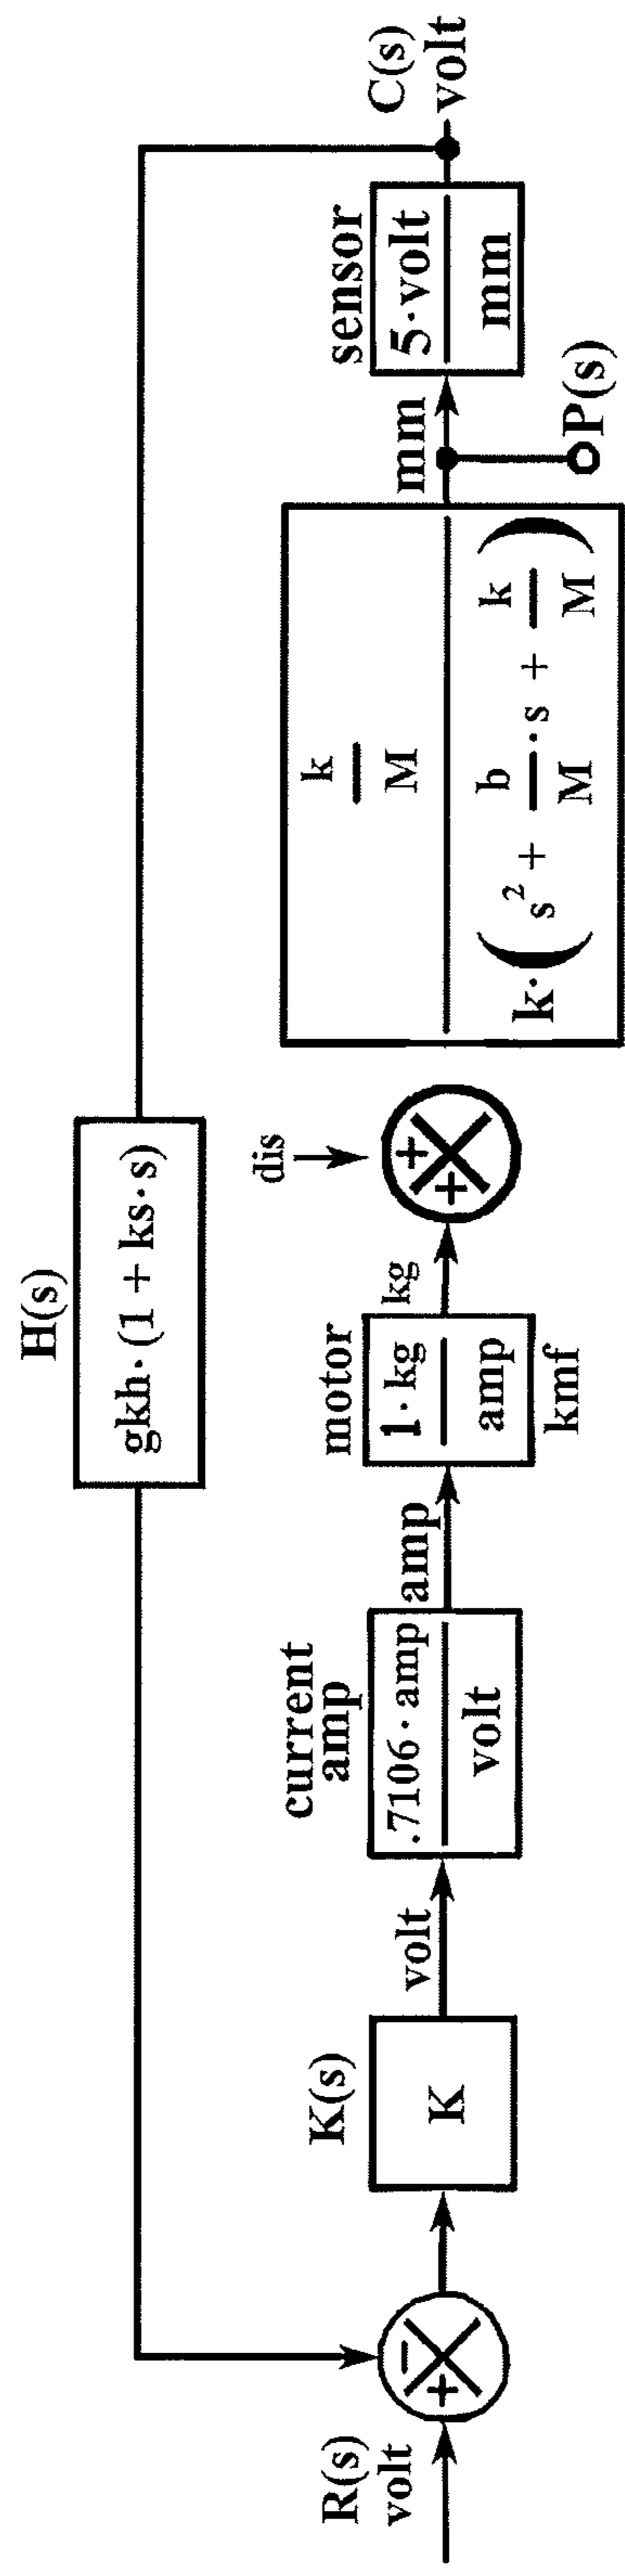 H(s)
gkh·(1 + ks·s)
R(s)
volt
+
−
K(s)
K
volt
current
amp
.7106·amp
volt
amp
motor
1·kg
amp
kmf
kg
dis
+
+
k
M
k·(s² + b/M·s + k/M)
mm
P(s)
sensor
5·volt
mm
C(s)
volt